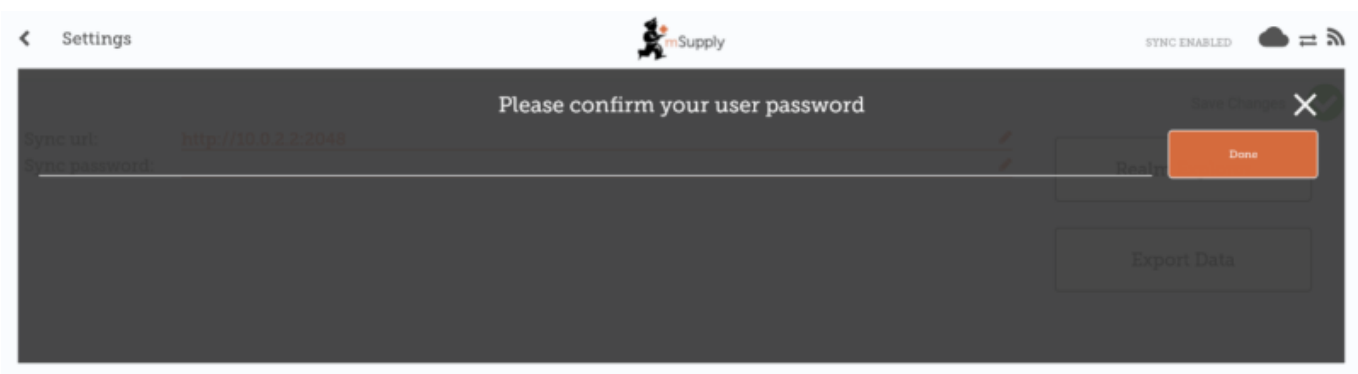 Settings
mSupply
SYNC ENABLED
Please confirm your user password
Save Changes
Sync url:
http://10.0.2.2:2048
Done
Sync password:
Export Data